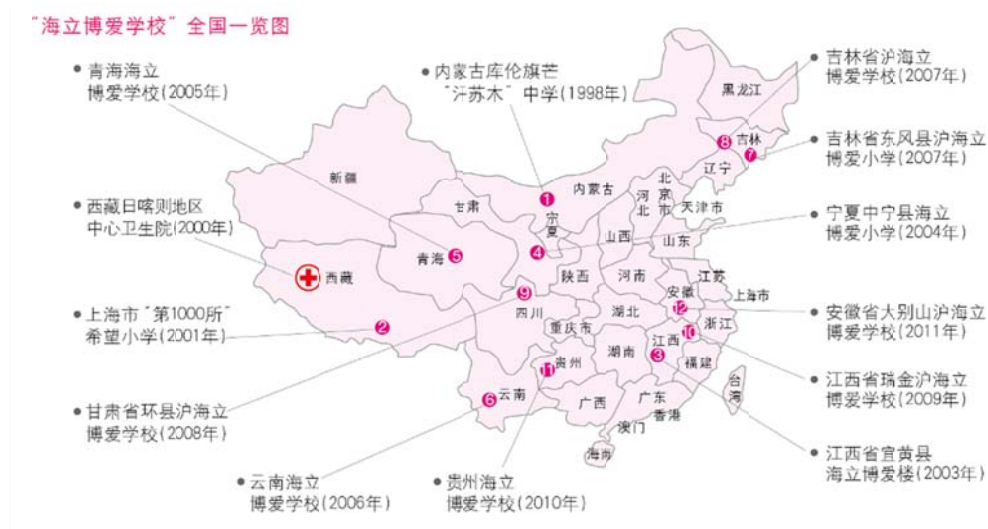 “海立博爱学校”全国一览图
青海海立
博爱学校(2005年)
内蒙古库伦旗芒
“汗苏木”中学(1998年)
吉林省沪海立
博爱学校(2007年)
吉林省东风县沪海立
博爱小学(2007年)
西藏日喀则地区
中心卫生院(2000年)
宁夏中宁县海立
博爱小学(2004年)
上海市“第1000所”
希望小学(2001年)
安徽省大别山沪海立
博爱学校(2011年)
江西省瑞金沪海立
博爱学校(2009年)
甘肃省环县沪海立
博爱学校(2008年)
江西省宜黄县
海立博爱楼(2003年)
云南海立
博爱学校(2006年)
贵州海立
博爱学校(2010年)
黑龙江
8
吉林
7
辽宁
新疆
内蒙古
1
北京市
河北
天津市
甘肃
宁夏
山西
山东
4
青海
5
西藏
陕西
河南
江苏
安徽
上海市
9
四川
12
湖北
浙江
2
重庆市
10
江西
3
湖南
贵州
11
福建
云南
6
广西
广东
台湾
香港
澳门
海南